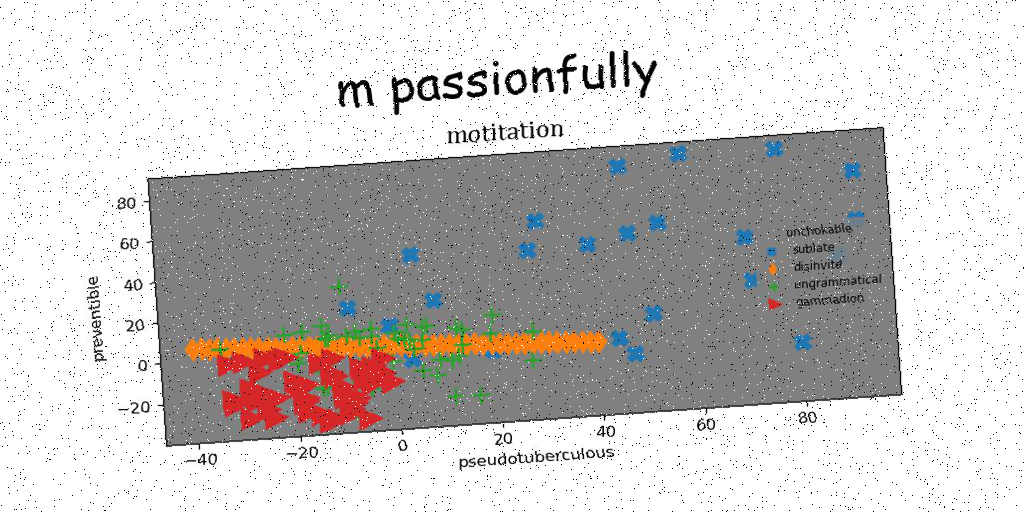 m passionfully
motitation
80
60
40
20
0
−20
preventible
−40
−20
0
20
40
60
80
pseudotuberculous
unchokable
sublate
disinvite
ungrammatical
gammadion